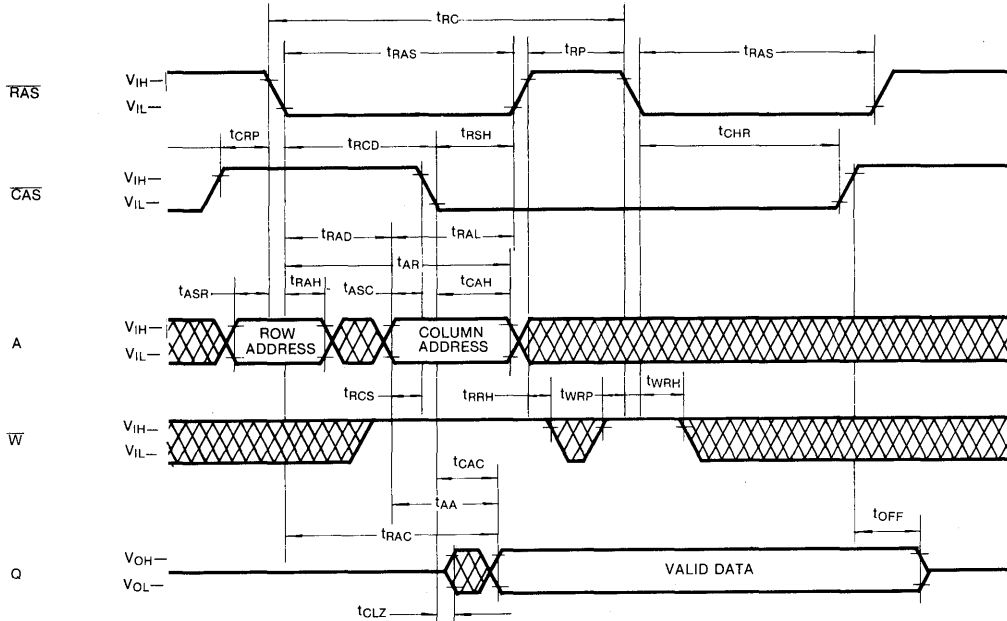 tRC
tRAS tRP tRAS
RAS VIH
VIL
tCRP tRCD tRSH tCHR
CAS VIH
VIL
tRAD tRAL
tAR
tASR tRAH tASC tCAH
A VIH
VIL
ROW ADDRESS
COLUMN ADDRESS
tRCS tRRH tWRP tWRH
W VIH
VIL
tCAC
tAA
tRAC tOFF
Q VOH
VOL
VALID DATA
tCLZ